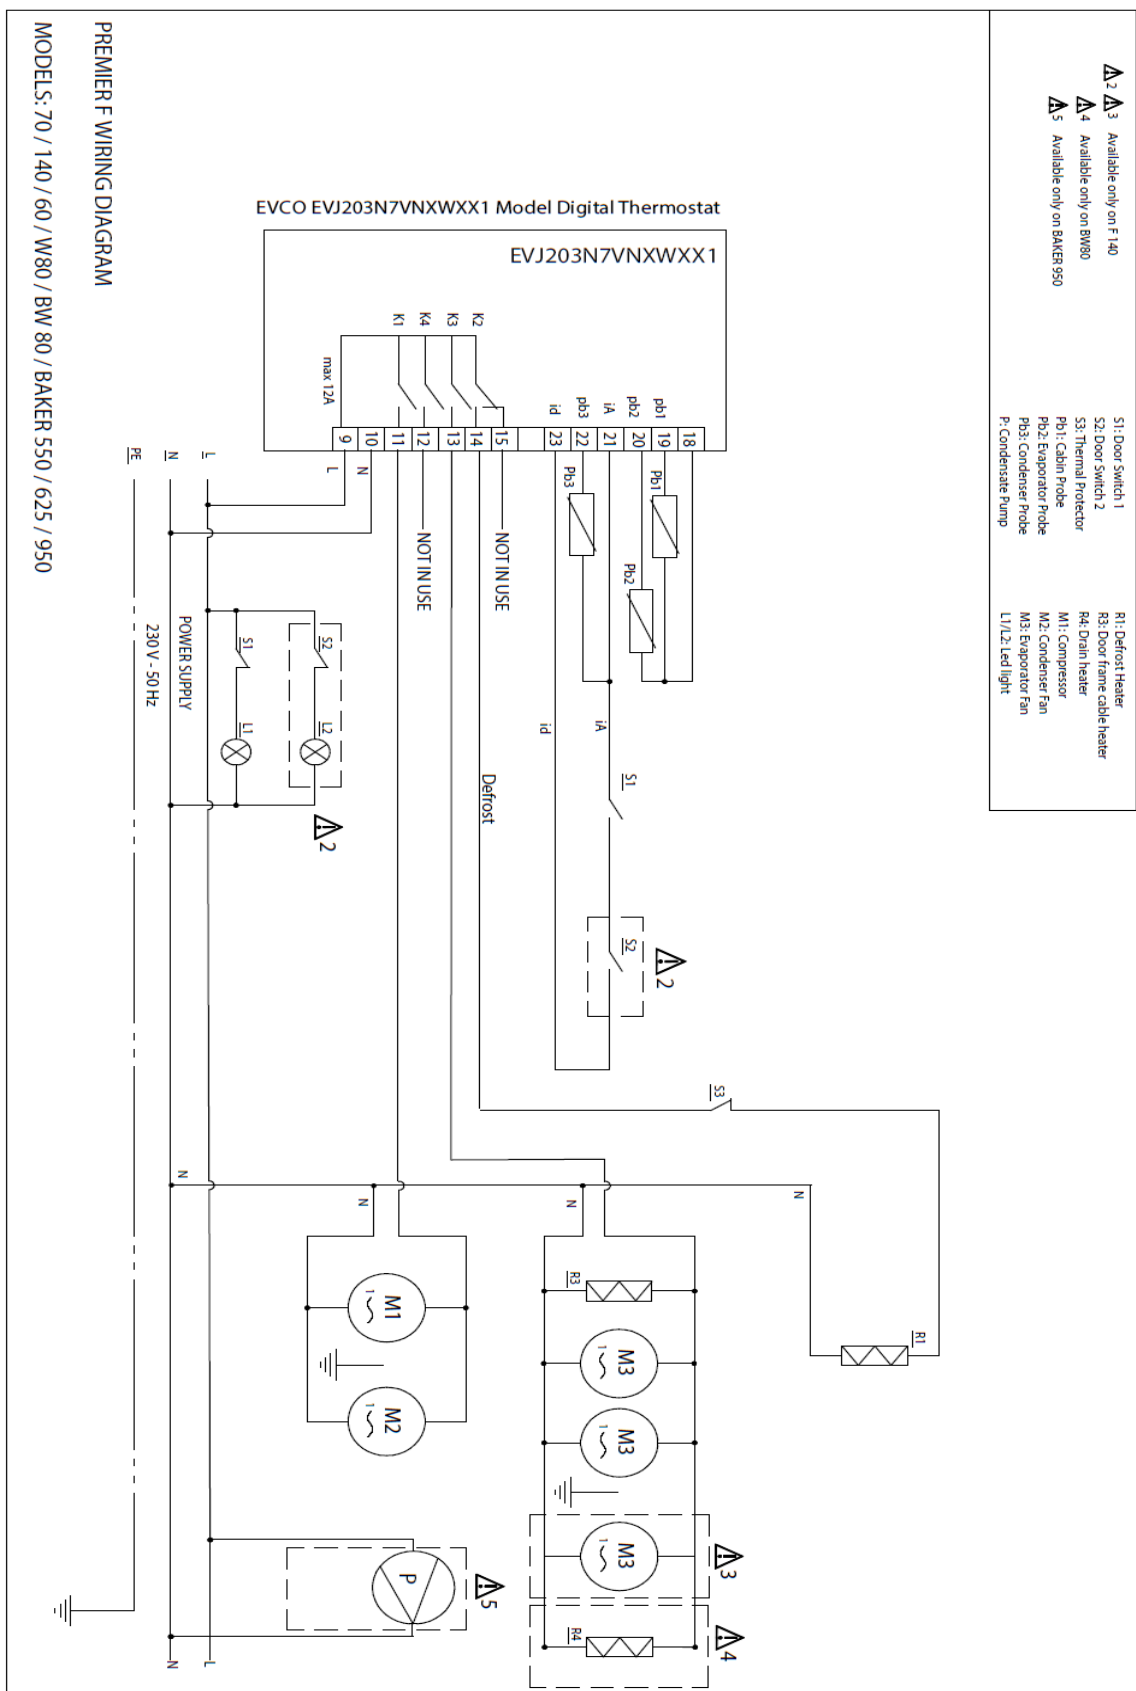 ⚠2 ⚠3 Available only on F 140
⚠4 Available only on BW80
⚠5 Available only on BAKER 950
S1: Door Switch 1
S2: Door Switch 2
S3: Thermal Protector
Pb1: Cabin Probe
Pb2: Evaporator Probe
Pb3: Condenser Probe
P: Condensate Pump
R1: Defrost Heater
R3: Door frame cable heater
R4: Drain heater
M1: Compressor
M2: Condenser Fan
M3: Evaporator Fan
L1/L2: Led light
EVCO EVJ203N7VNXWXX1 Model Digital Thermostat
EVJ203N7VNXWXX1
K1 K4 K3 K2
max 12A
id pb3 iA pb2 pb1
9 10 11 12 13 14 15 23 22 21 20 19 18
L N
Pb3
Pb1
Pb2
NOT IN USE
NOT IN USE
PE
N
L
POWER SUPPLY
230 V - 50 Hz
S1
L1
S2
L2
⚠2
Defrost
id
iA
S1
S2
⚠2
S3
N
N
N
N
R1
R3
M1
1
M2
1
M3
1
M3
1
M3
1
⚠3
R4
⚠4
P
⚠5
N
L
PREMIER F WIRING DIAGRAM
MODELS: 70 / 140 / 60 / W80 / BW 80 / BAKER 550 / 625 / 950